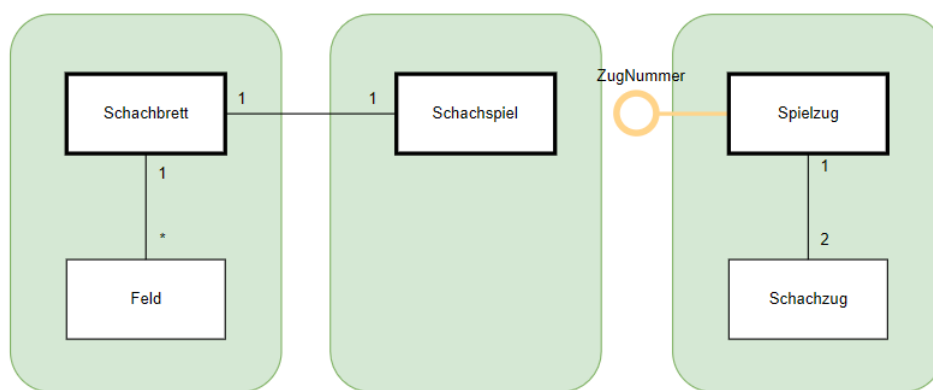 ZugNummer
Schachbrett
1
1
Schachspiel
Spielzug
1
1
*
2
Feld
Schachzug